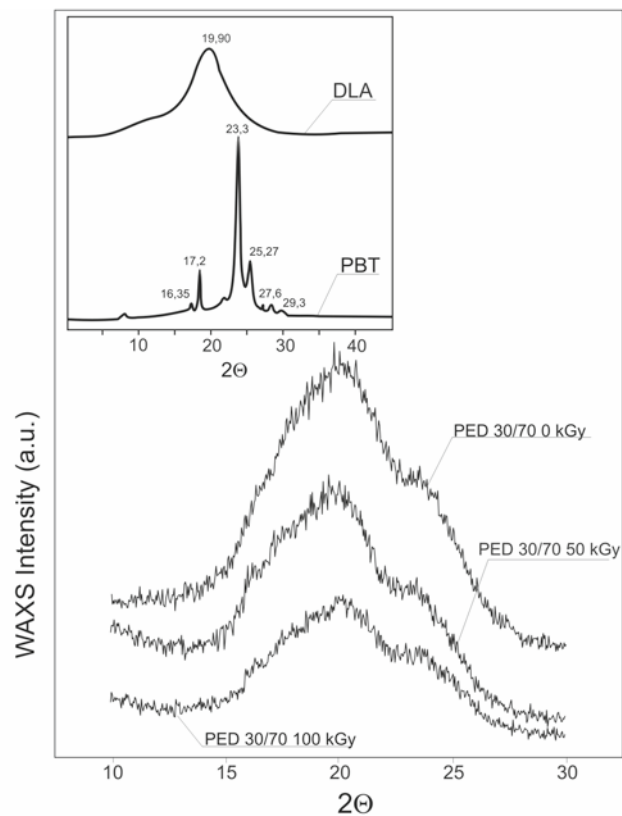 19,90
DLA
23,3
17,2
25,27
16,35
27,6
PBT
29,3
10 20 30 40
2Θ
WAXS Intensity (a.u.)
PED 30/70 0 kGy
PED 30/70 50 kGy
PED 30/70 100 kGy
10 15 20 25 30
2Θ